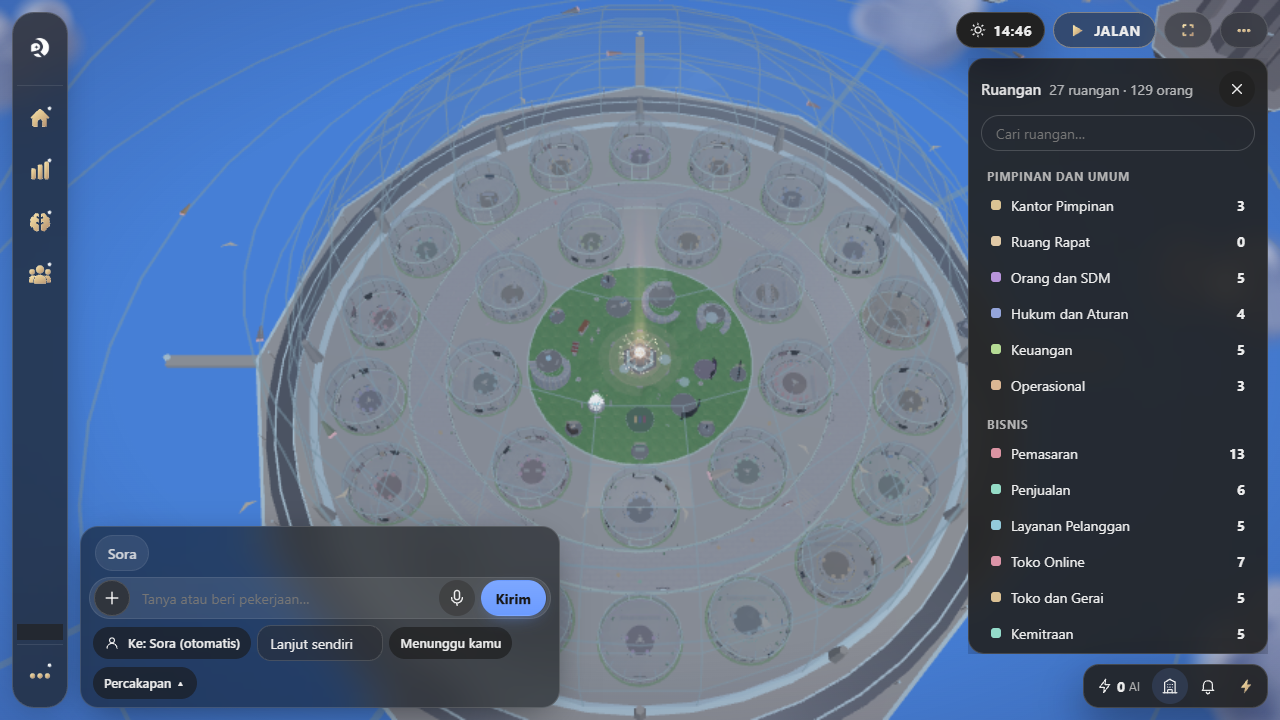 14:46
JALAN
Ruangan 27 ruangan · 129 orang
Cari ruangan...
PIMPINAN DAN UMUM
Kantor Pimpinan 3
Ruang Rapat 0
Orang dan SDM 5
Hukum dan Aturan 4
Keuangan 5
Operasional 3
BISNIS
Pemasaran 13
Penjualan 6
Layanan Pelanggan 5
Toko Online 7
Toko dan Gerai 5
Kemitraan 5
Sora
Tanya atau beri pekerjaan...
Kirim
Ke: Sora (otomatis)
Lanjut sendiri
Menunggu kamu
Percakapan
0 AI